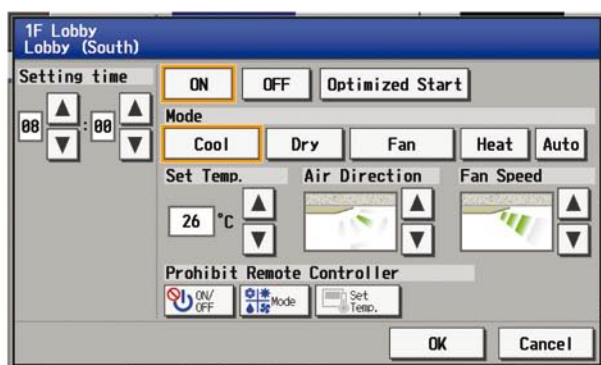 1F Lobby
Lobby (South)
Setting time
08 : 00
ON OFF Optimized Start
Mode
Cool Dry Fan Heat Auto
Set Temp. Air Direction Fan Speed
26 °C
Prohibit Remote Controller
ON/OFF Mode Set Temp.
OK Cancel